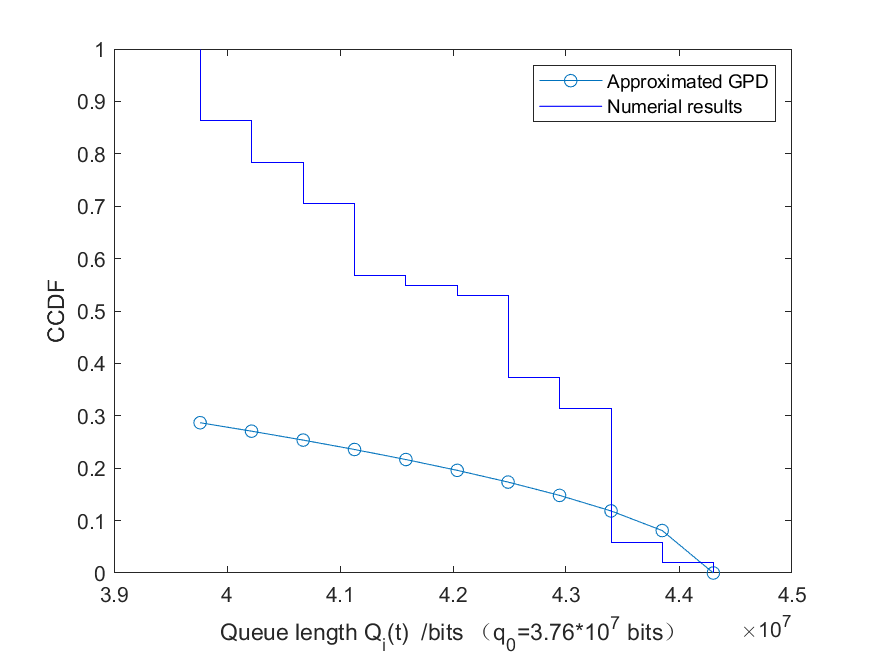 Approximated GPD
Numerial results
CCDF
1
0.9
0.8
0.7
0.6
0.5
0.4
0.3
0.2
0.1
0
3.9 4 4.1 4.2 4.3 4.4 4.5
×10^7
Queue length Q_i(t) /bits （q_0=3.76*10^7 bits）